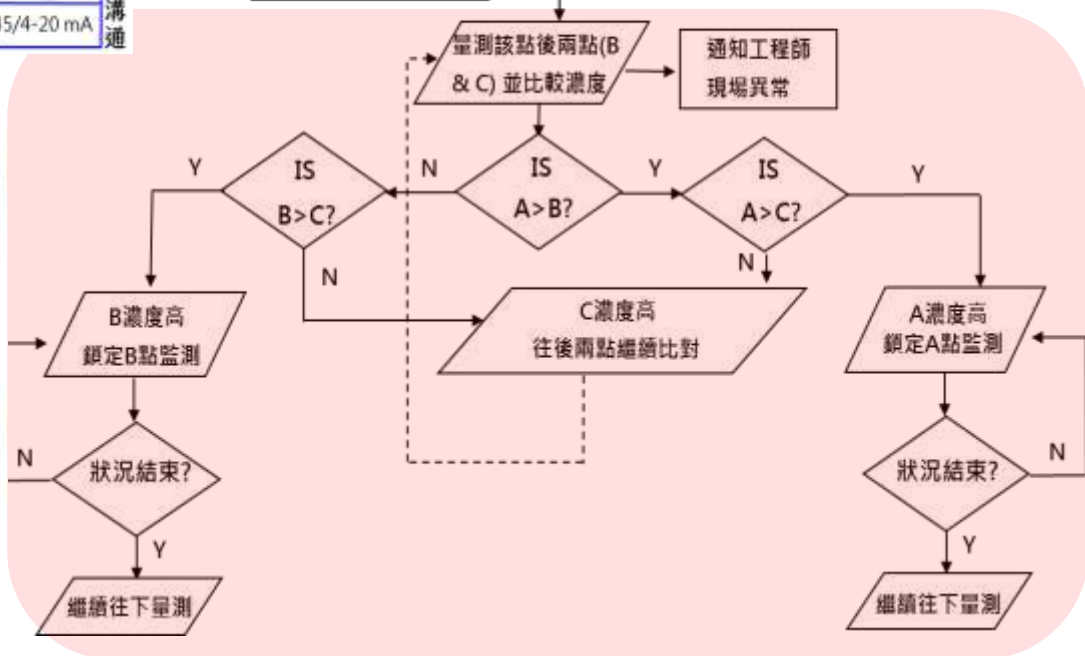 45/4-20 mA
溝
通
量測該點後兩點(B
& C) 並比較濃度
通知工程師
現場異常
Y
IS
B>C?
N
IS
A>B?
Y
IS
A>C?
Y
N
N
B濃度高
鎖定B點監測
C濃度高
往後兩點繼續比對
A濃度高
鎖定A點監測
N
狀況結束?
狀況結束?
N
Y
Y
繼續往下量測
繼續往下量測